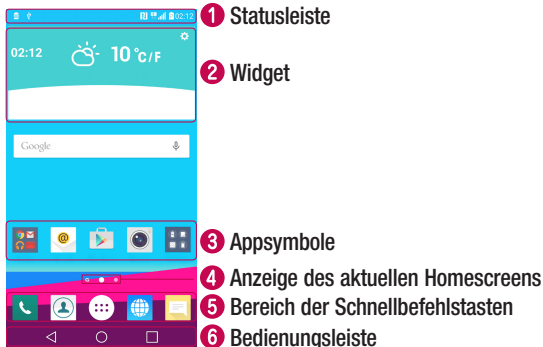 02:12
1 Statusleiste
02:12 10°C/F
2 Widget
Google
3 Appsymbole
4 Anzeige des aktuellen Homescreens
5 Bereich der Schnellbefehlstasten
6 Bedienungsleiste